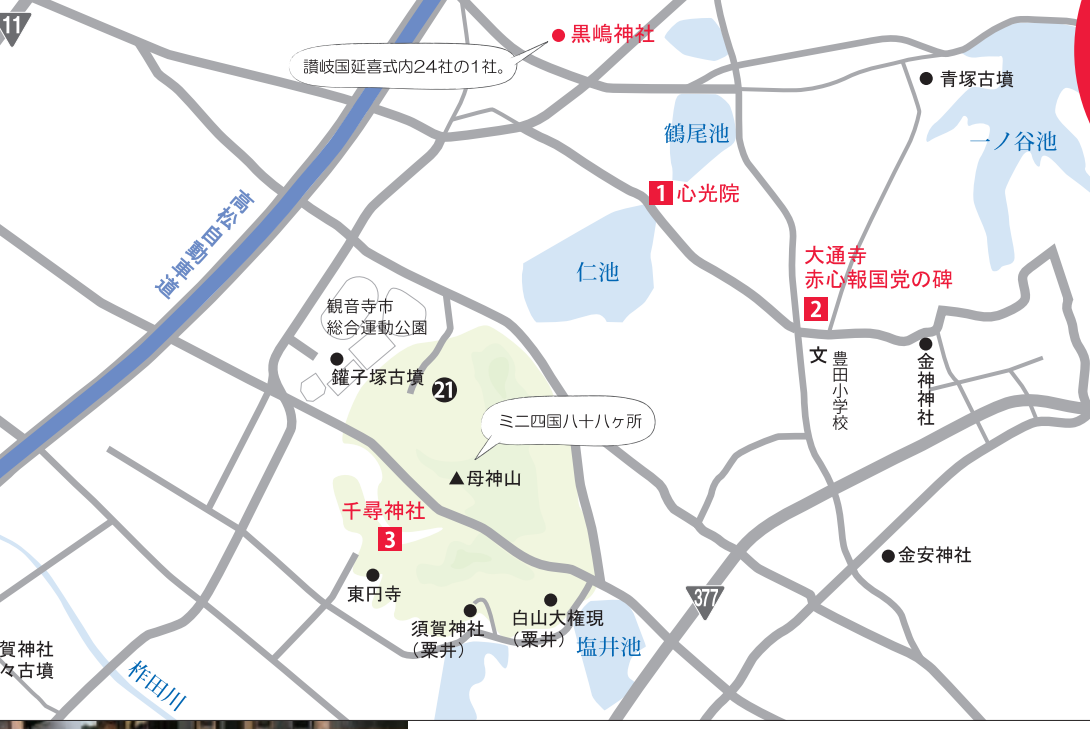 11
黒嶋神社
讃岐国延喜式内24社の1社。
青塚古墳
鶴尾池
一ノ谷池
1 心光院
高松自動車道
仁池
大通寺
赤心報国党の碑
2
観音寺市
総合運動公園
文
豊田小学校
金神神社
鑵子塚古墳
21
ミニ四国八十八ヶ所
▲母神山
千尋神社
3
金安神社
東円寺
377
白山大権現
(粟井)
須賀神社
(粟井)
塩井池
賀神社
々古墳
柞田川